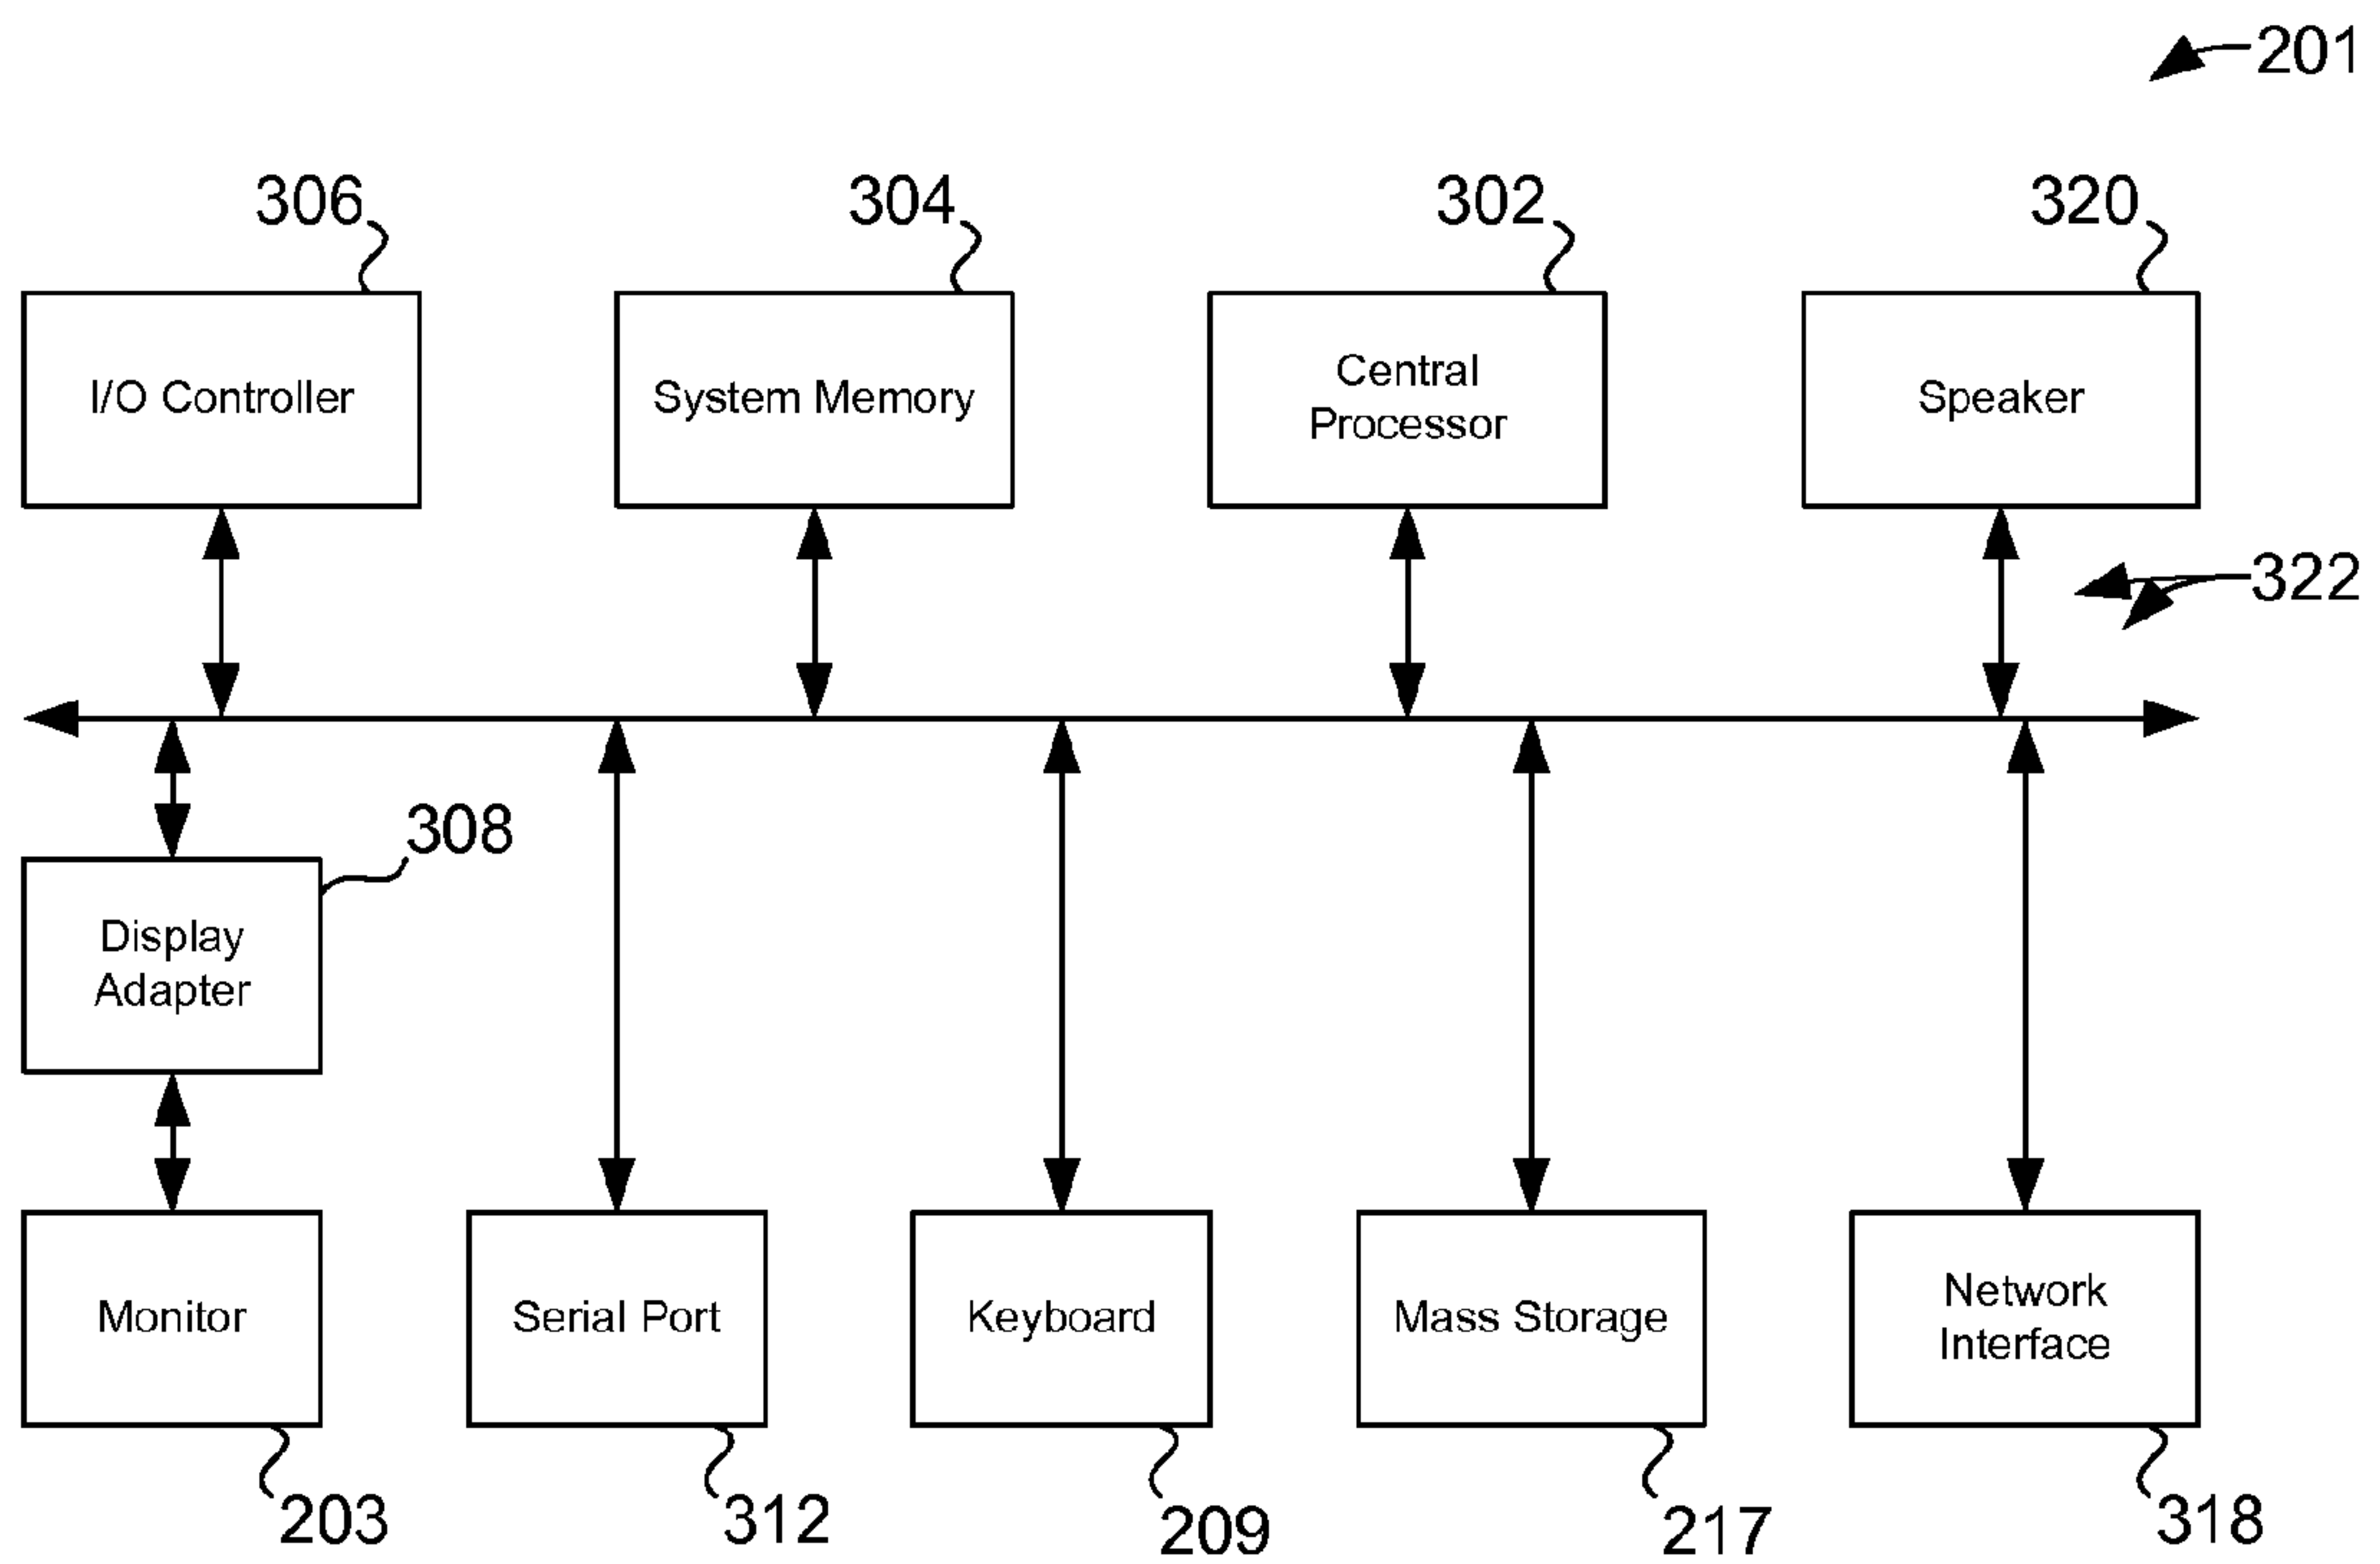 201
306
304
302
320
I/O Controller
System Memory
Central
Processor
Speaker
322
308
Display
Adapter
Monitor
Serial Port
Keyboard
Mass Storage
Network
Interface
203
312
209
217
318